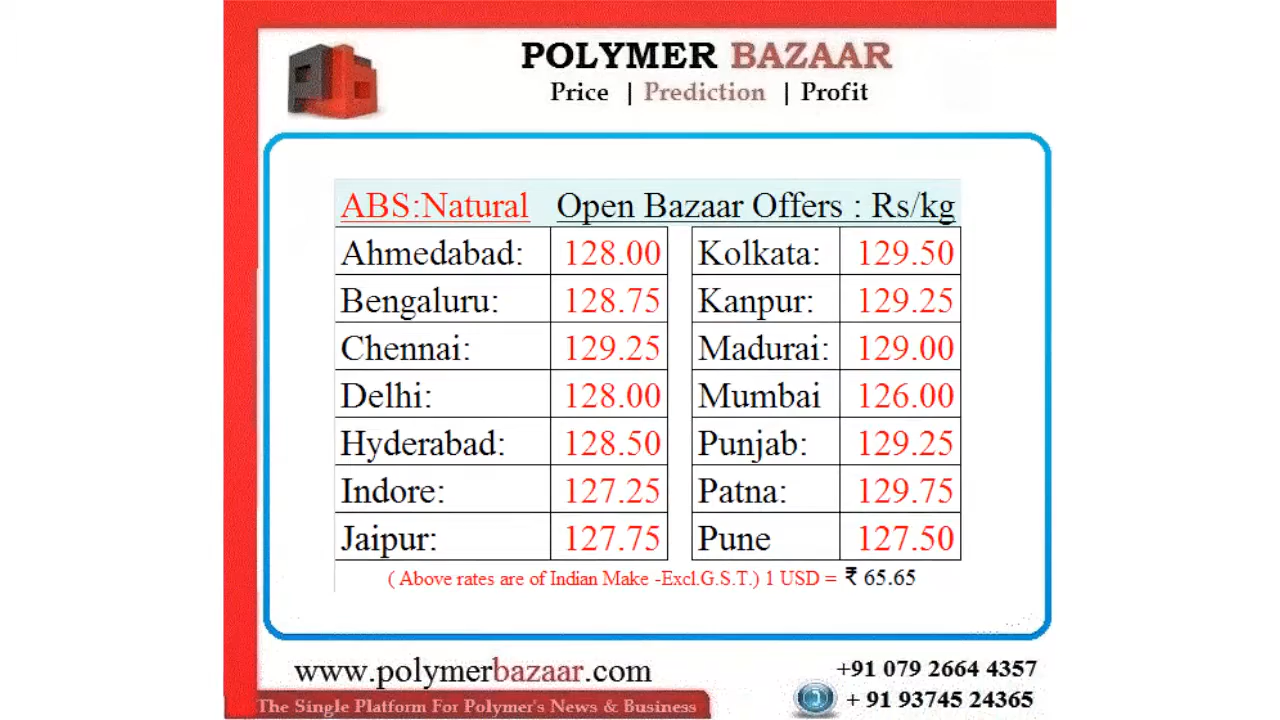 POLYMER BAZAAR
Price | Prediction | Profit
ABS:Natural Open Bazaar Offers : Rs/kg
Ahmedabad: 128.00 Kolkata: 129.50
Bengaluru: 128.75 Kanpur: 129.25
Chennai: 129.25 Madurai: 129.00
Delhi: 128.00 Mumbai 126.00
Hyderabad: 128.50 Punjab: 129.25
Indore: 127.25 Patna: 129.75
Jaipur: 127.75 Pune 127.50
( Above rates are of Indian Make -Excl.G.S.T.) 1 USD = ₹ 65.65
www.polymerbazaar.com
+91 079 2664 4357
+ 91 93745 24365
The Single Platform For Polymer's News & Business